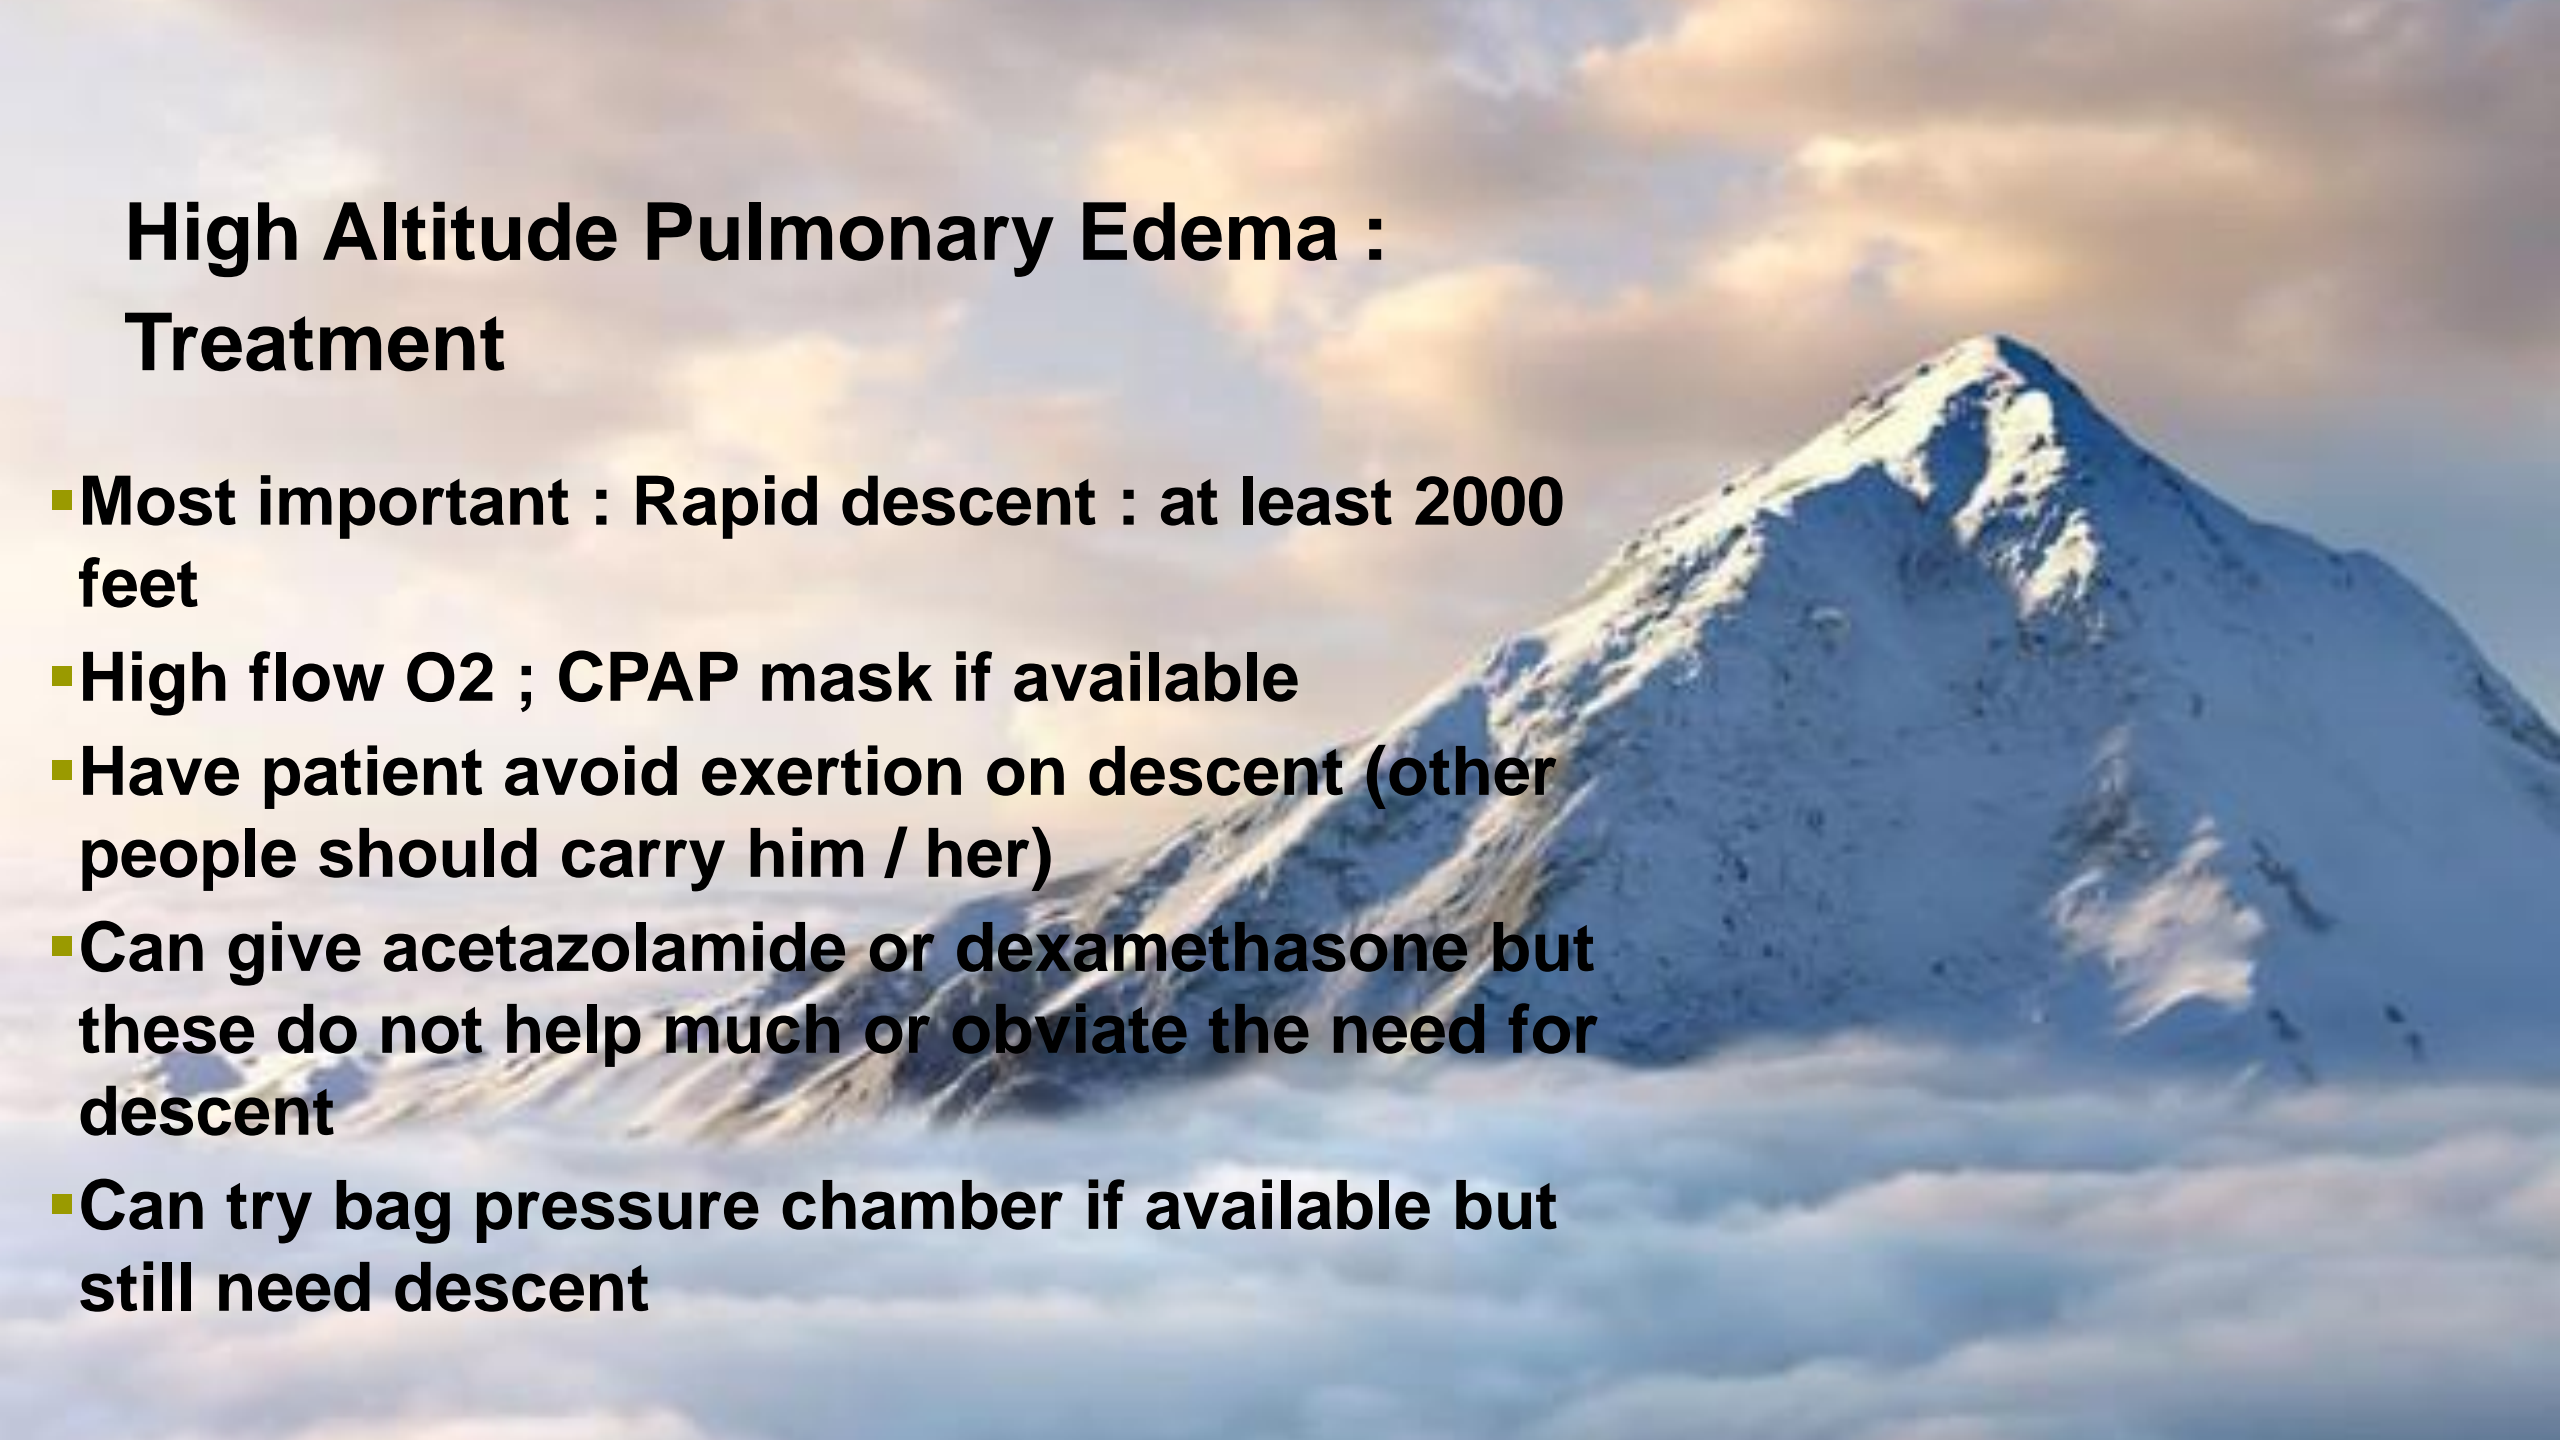 High Altitude Pulmonary Edema :
Treatment
▪Most important : Rapid descent : at least 2000
feet
▪High flow O2 ; CPAP mask if available
▪Have patient avoid exertion on descent (other
people should carry him / her)
▪Can give acetazolamide or dexamethasone but
these do not help much or obviate the need for
descent
▪Can try bag pressure chamber if available but
still need descent